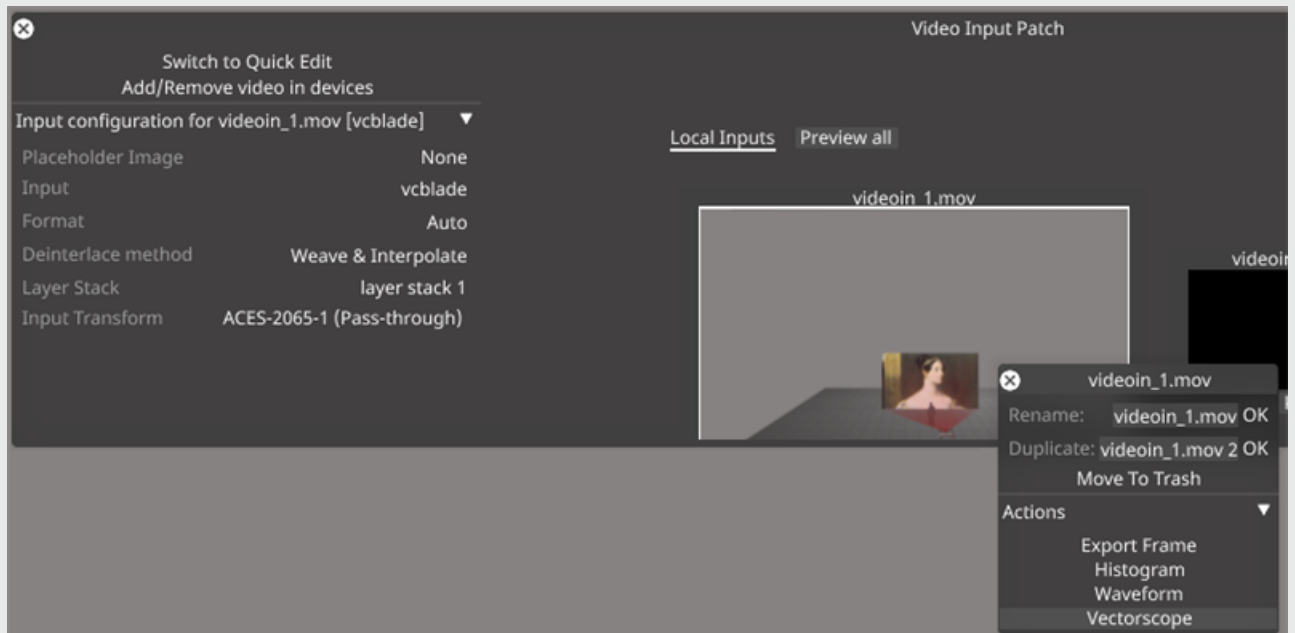 Video Input Patch
Switch to Quick Edit
Add/Remove video in devices
Input configuration for videoin_1.mov [vcblade] ▼
Placeholder Image None
Input vcblade
Format Auto
Deinterlace method Weave & Interpolate
Layer Stack layer stack 1
Input Transform ACES-2065-1 (Pass-through)
Local Inputs Preview all
videoin_1.mov
videoin_1.mov
Rename: videoin_1.mov OK
Duplicate: videoin_1.mov 2 OK
Move To Trash
Actions ▼
Export Frame
Histogram
Waveform
Vectorscope